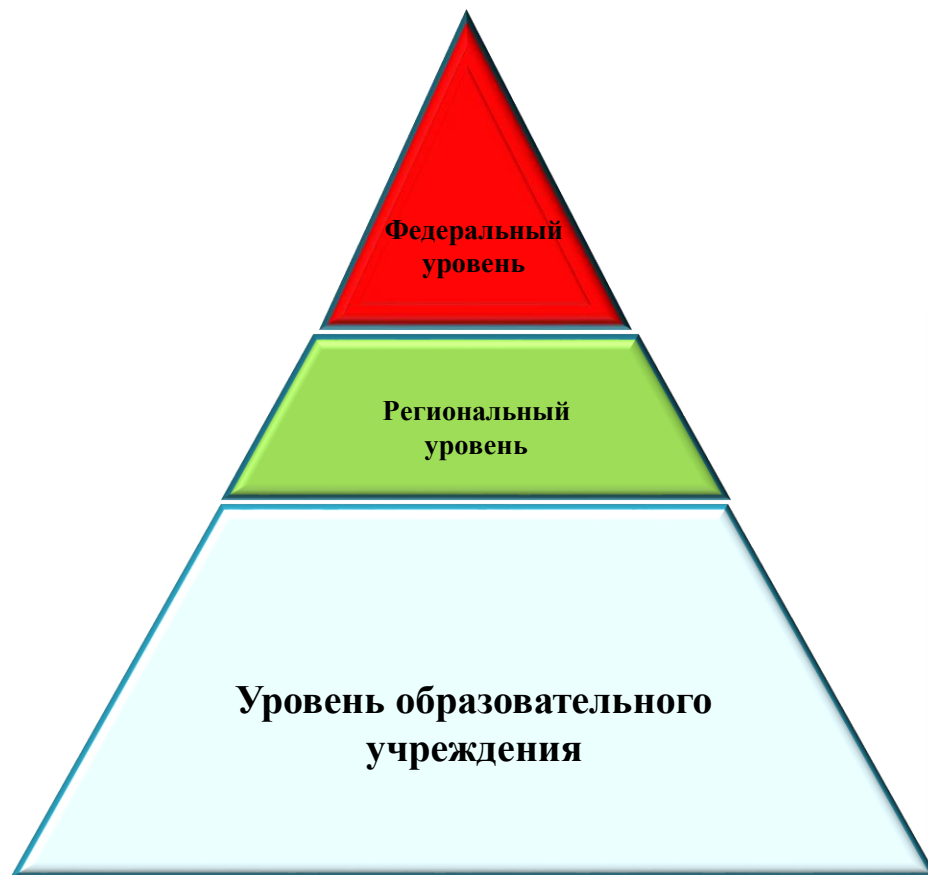 Федеральный
уровень
Региональный
уровень
Уровень образовательного
учреждения